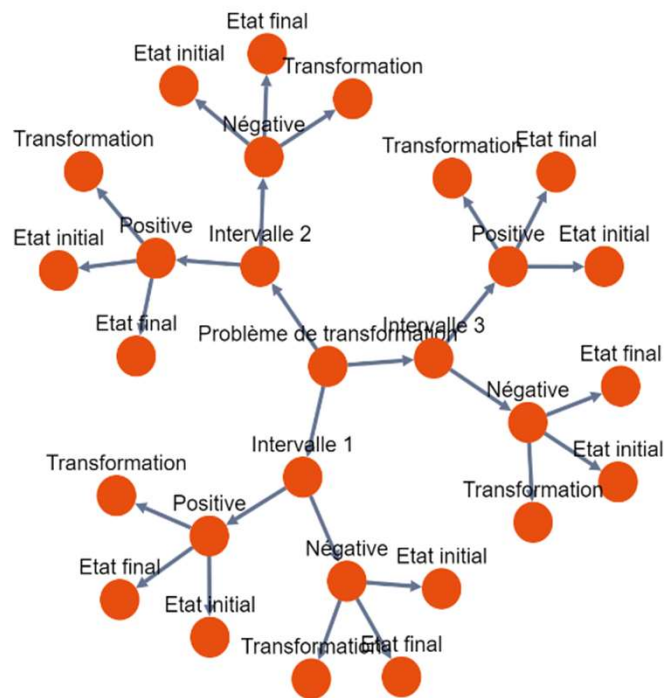 Etat final
Etat initial
Transformation
Négative
Transformation
Positive
Intervalle 2
Etat initial
Etat final
Etat final
Transformation
Positive
Etat initial
Problème de transformation
Intervalle 3
Etat final
Négative
Etat initial
Transformation
Intervalle 1
Transformation
Positive
Etat final
Etat initial
Négative
Etat initial
Transformation
Etat final